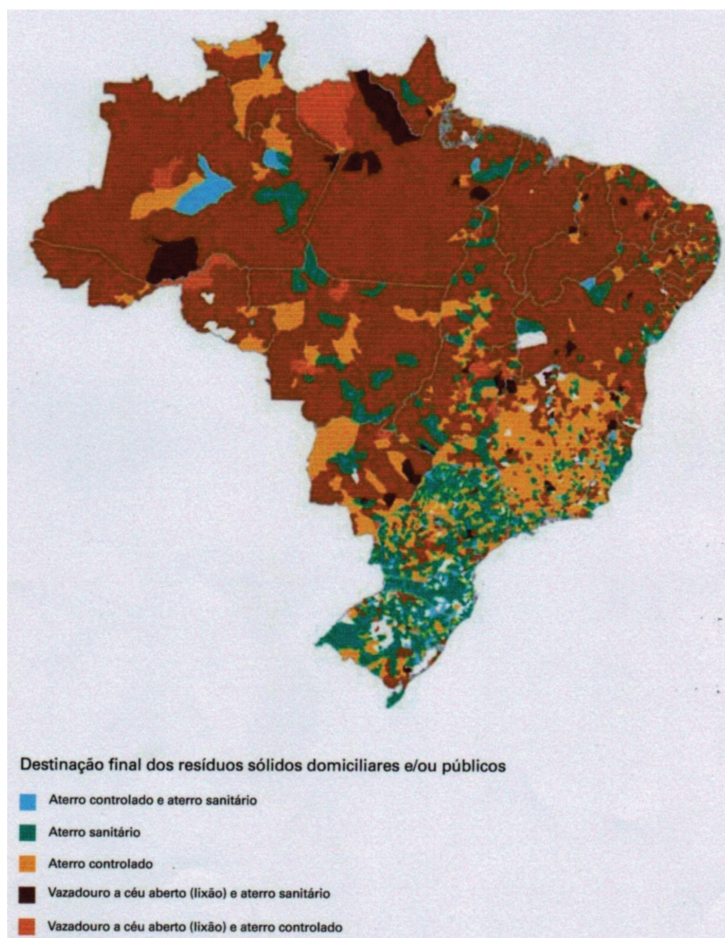 Destinação final dos resíduos sólidos domiciliares e/ou públicos
Aterro controlado e aterro sanitário
Aterro sanitário
Aterro controlado
Vazadouro a céu aberto (lixão) e aterro sanitário
Vazadouro a céu aberto (lixão) e aterro controlado